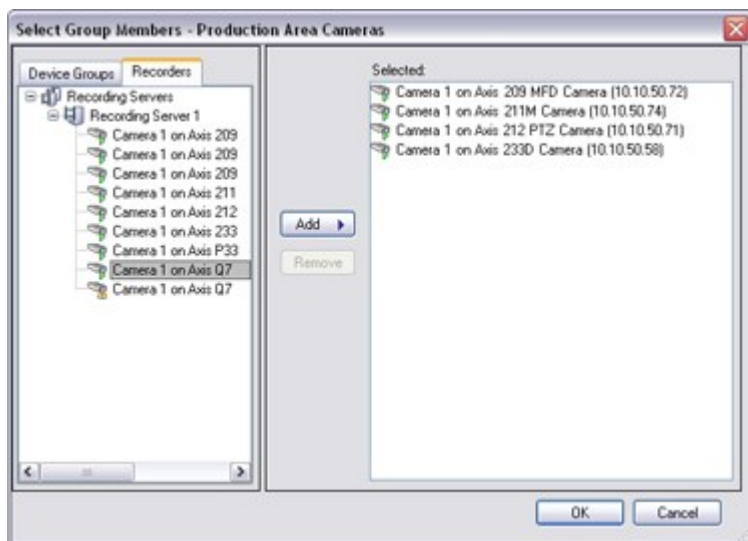 Select Group Members - Production Area Cameras
Device Groups
Recorders
Recording Servers
Recording Server 1
Camera 1 on Axis 209
Camera 1 on Axis 209
Camera 1 on Axis 209
Camera 1 on Axis 211
Camera 1 on Axis 212
Camera 1 on Axis 233
Camera 1 on Axis P33
Camera 1 on Axis Q7
Camera 1 on Axis Q7
Add
Remove
Selected:
Camera 1 on Axis 209 MFD Camera (10.10.50.72)
Camera 1 on Axis 211M Camera (10.10.50.74)
Camera 1 on Axis 212 PTZ Camera (10.10.50.71)
Camera 1 on Axis 233D Camera (10.10.50.58)
OK
Cancel